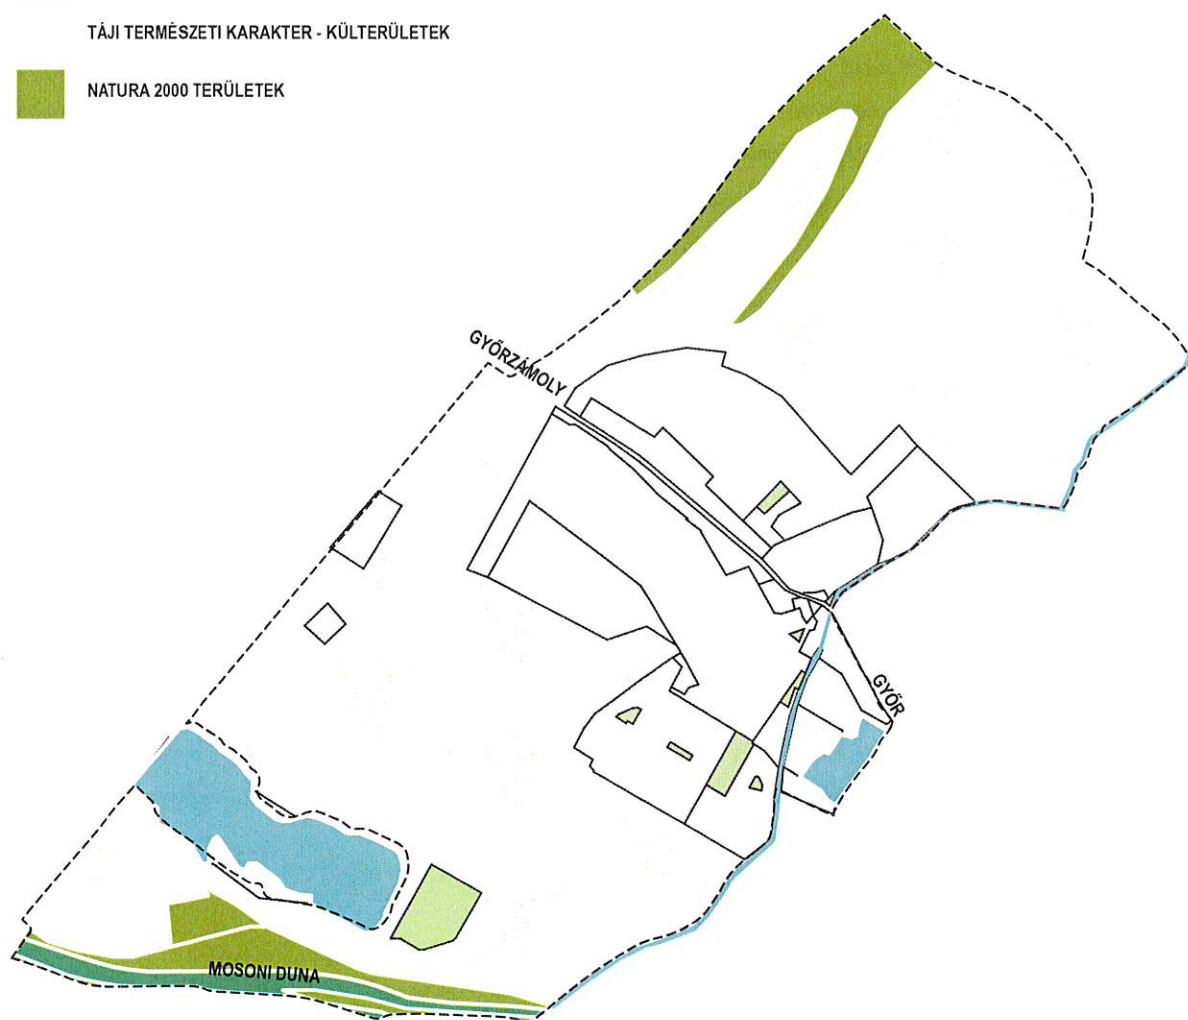 TÁJI TERMÉSZETI KARAKTER - KÜLTERÜLETEK
NATURA 2000 TERÜLETEK
GYŐRZÁMOLY
GYŐR
MOSONI DUNA